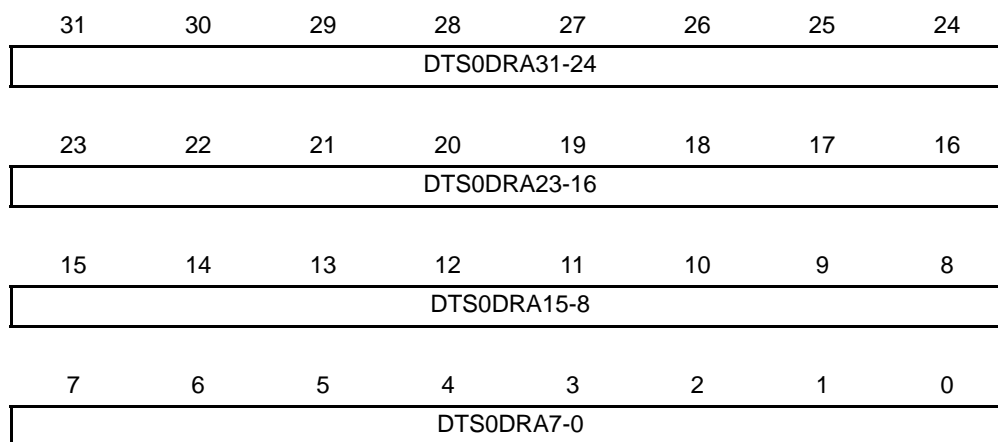 31 30 29 28 27 26 25 24
DTS0DRA31-24
23 22 21 20 19 18 17 16
DTS0DRA23-16
15 14 13 12 11 10 9 8
DTS0DRA15-8
7 6 5 4 3 2 1 0
DTS0DRA7-0